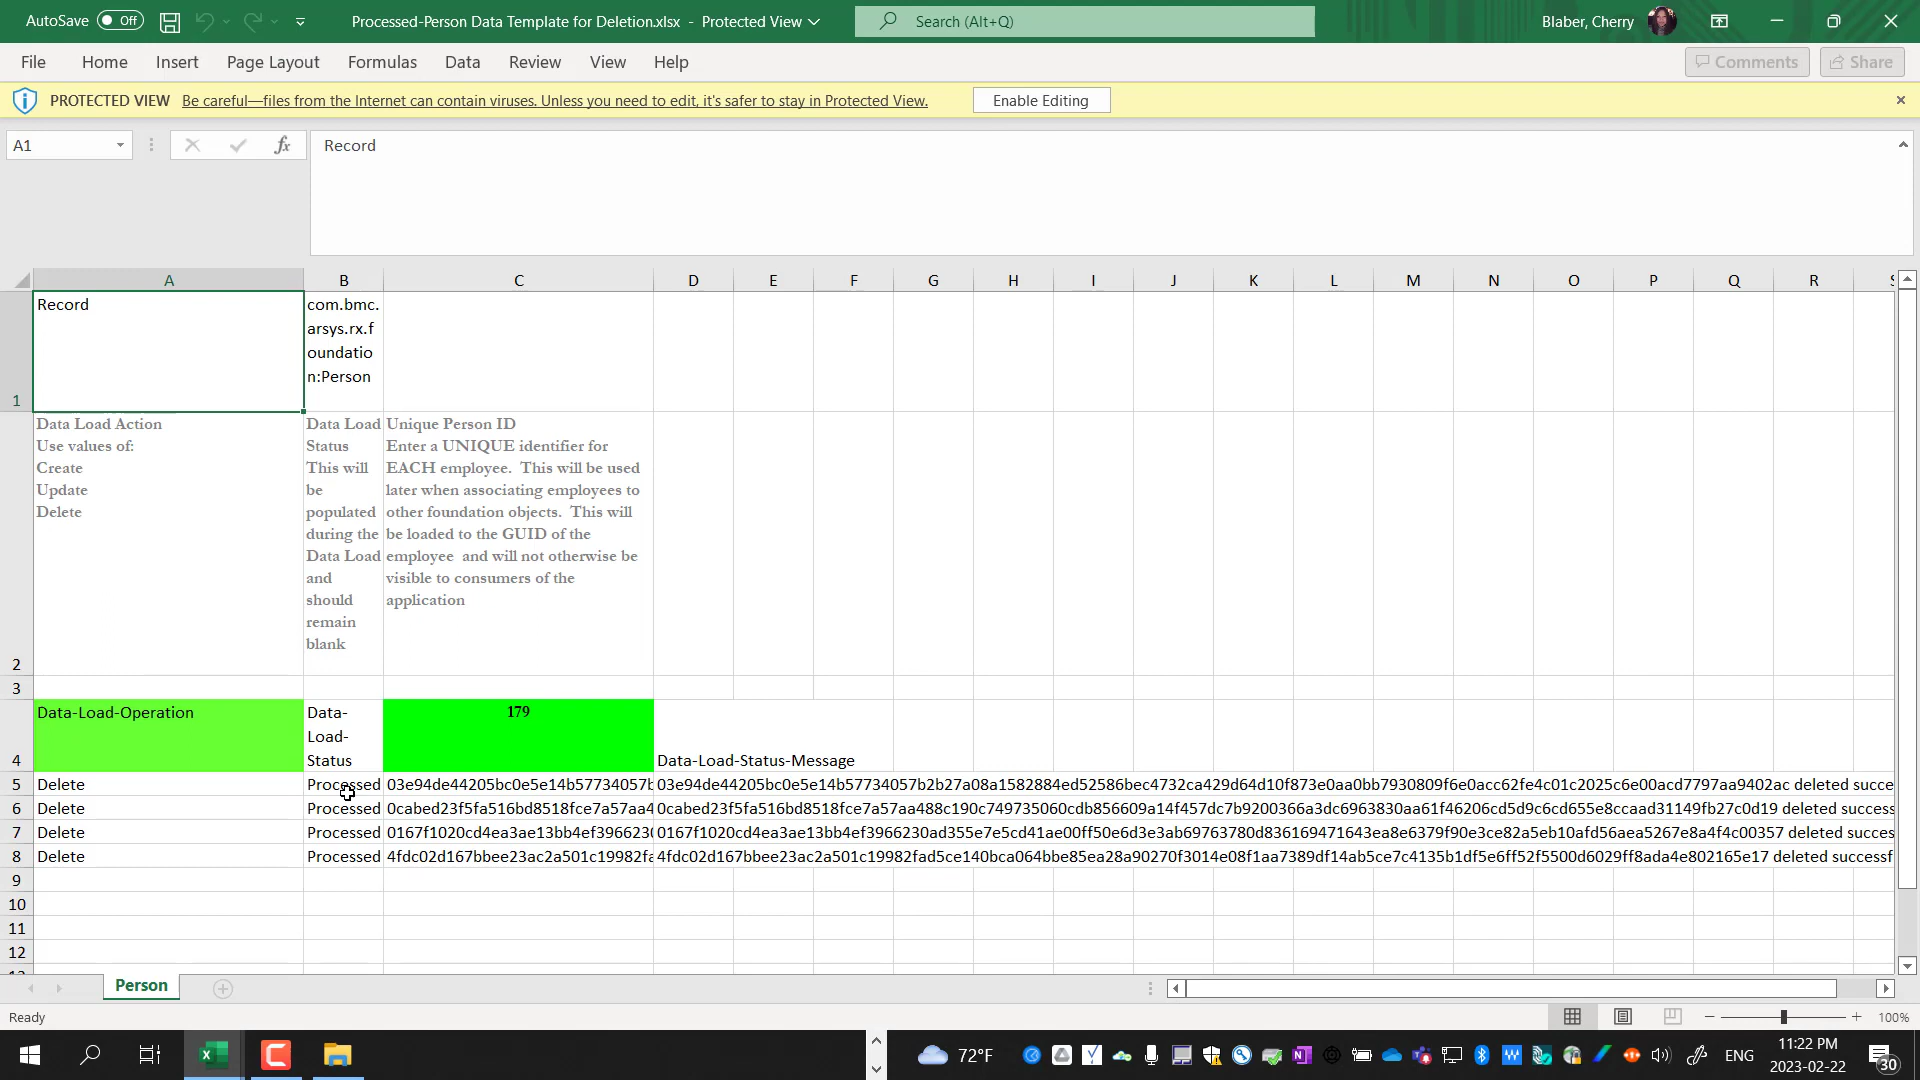 AutoSave Off Processed-Person Data Template for Deletion.xlsx - Protected View Search (Alt+Q) Blaber, Cherry
File Home Insert Page Layout Formulas Data Review View Help Comments Share
PROTECTED VIEW Be careful—files from the Internet can contain viruses. Unless you need to edit, it's safer to stay in Protected View. Enable Editing
A1 fx Record
A B C D E F G H I J K L M N O P Q R S
1
Record
com.bmc.
arsys.rx.f
oundatio
n:Person
2
Data Load Action
Use values of:
Create
Update
Delete
Data Load
Status
This will
be
populated
during the
Data Load
and
should
remain
blank
Unique Person ID
Enter a UNIQUE identifier for
EACH employee. This will be used
later when associating employees to
other foundation objects. This will
be loaded to the GUID of the
employee and will not otherwise be
visible to consumers of the
application
3
4
Data-Load-Operation
Data-
Load-
Status
179
Data-Load-Status-Message
5 Delete Processed 03e94de44205bc0e5e14b57734057b 03e94de44205bc0e5e14b57734057b2b27a08a1582884ed52586bec4732ca429d64d10f873e0aa0bb7930809f6e0acc62fe4c01c2025c6e00acd7797aa9402ac deleted succe
6 Delete Processed 0cabed23f5fa516bd8518fce7a57aa4 0cabed23f5fa516bd8518fce7a57aa488c190c749735060cdb856609a14f457dc7b9200366a3dc6963830aa61f46206cd5d9c6cd655e8ccaad31149fb27c0d19 deleted success
7 Delete Processed 0167f1020cd4ea3ae13bb4ef3966230 0167f1020cd4ea3ae13bb4ef3966230ad355e7e5cd41ae00ff50e6d3e3ab69763780d836169471643ea8e6379f90e3ce82a5eb10afd56aea5267e8a4f4c00357 deleted succes
8 Delete Processed 4fdc02d167bbee23ac2a501c19982fa 4fdc02d167bbee23ac2a501c19982fad5ce140bca064bbe85ea28a90270f3014e08f1aa7389df14ab5ce7c4135b1df5e6ff52f5500d6029ff8ada4e802165e17 deleted successf
9
10
11
12
Person
Ready 100%
72°F ENG 11:22 PM
2023-02-22 30